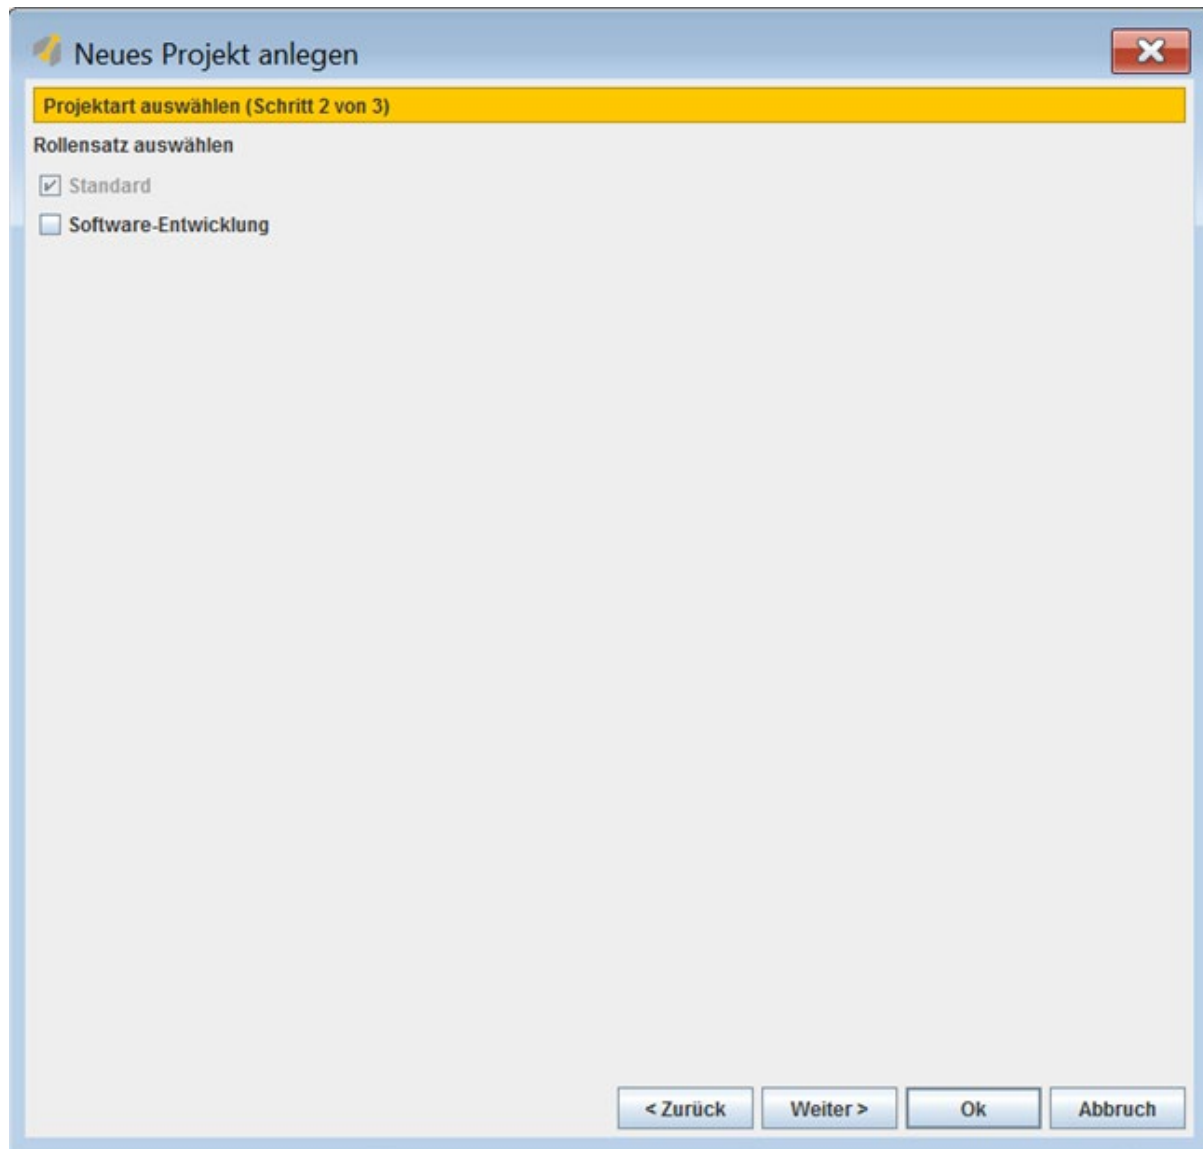 Neues Projekt anlegen
Projektart auswählen (Schritt 2 von 3)
Rollensatz auswählen
Standard
Software-Entwicklung
< Zurück Weiter > Ok Abbruch